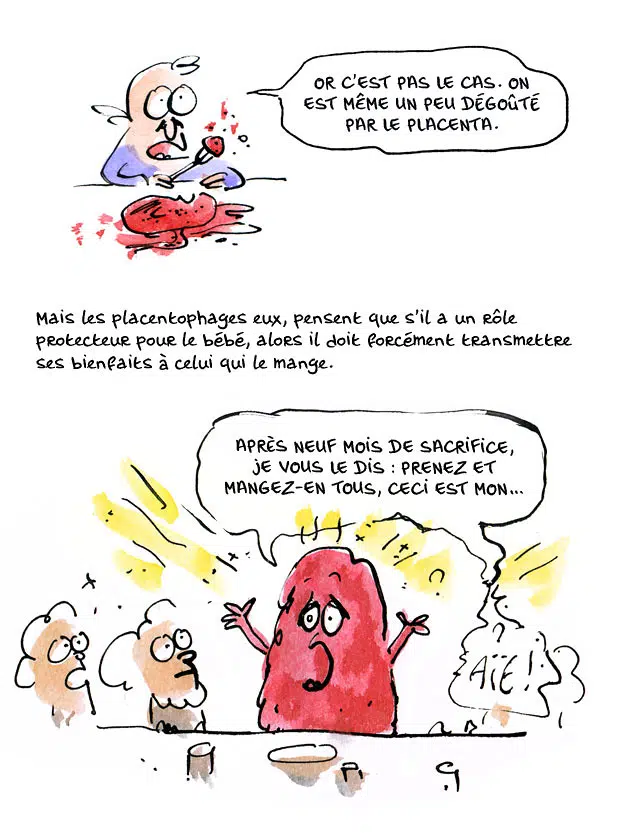 OR C'EST PAS LE CAS. ON
EST MÊME UN PEU DÉGOÛTÉ
PAR LE PLACENTA.
Mais les placentophages eux, pensent que s'il a un rôle
protecteur pour le bébé, alors il doit forcément transmettre
ses bienfaits à celui qui le mange.
APRÈS NEUF MOIS DE SACRIFICE,
JE VOUS LE DIS : PRENEZ ET
MANGEZ-EN TOUS, CECI EST MON...
AÏE !